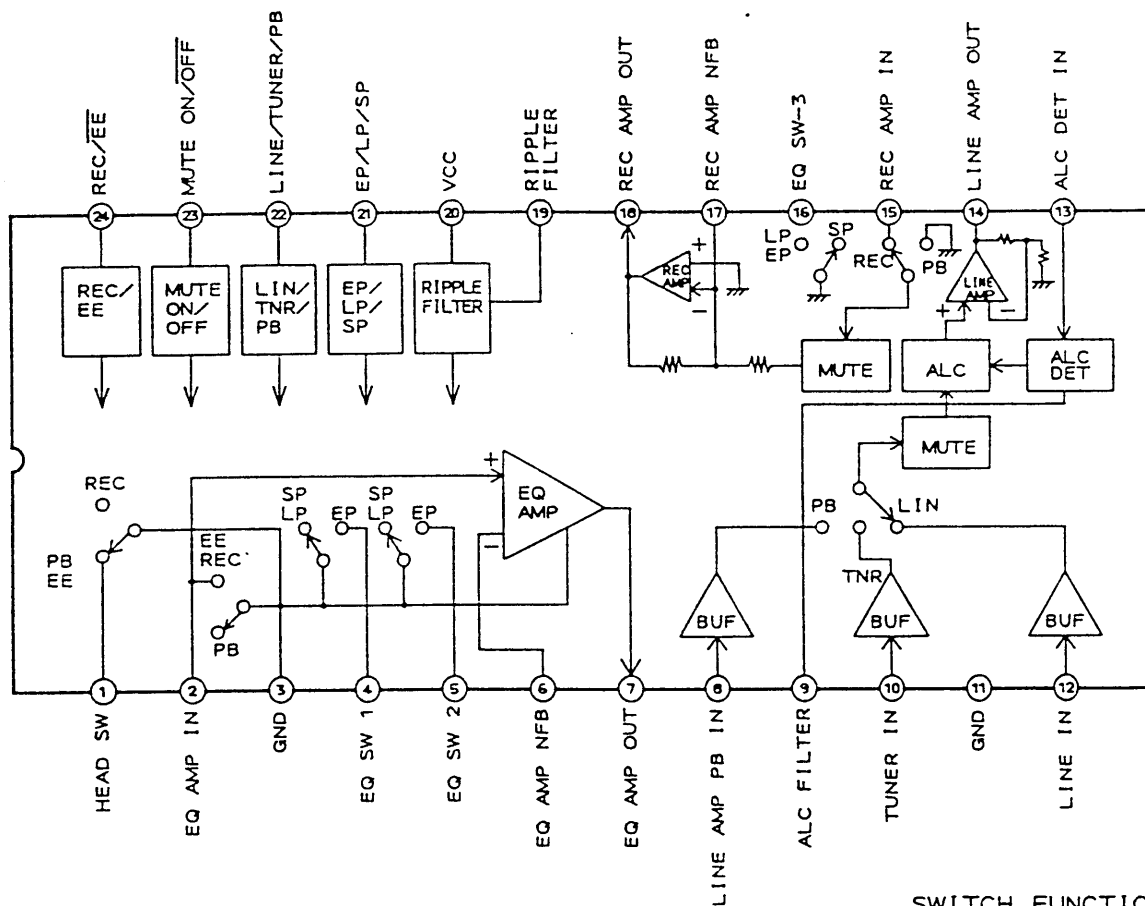 REC/EE
MUTE ON/OFF
LINE/TUNER/PB
EP/LP/SP
VCC
RIPPLE
FILTER
REC AMP OUT
REC AMP NFB
EQ SW-3
REC AMP IN
LINE AMP OUT
ALC DET IN
24
23
22
21
20
19
18
17
16
15
14
13
REC/
EE
MUTE
ON/
OFF
LIN/
TNR/
PB
EP/
LP/
SP
RIPPLE
FILTER
+
REC
AMP
-
LP
EP
SP
REC
PB
LINE
AMP
+
-
MUTE
ALC
ALC
DET
MUTE
REC
PB
EE
EE
REC
PB
SP
LP
EP
SP
LP
EP
+
EQ
AMP
-
PB
LIN
TNR
BUF
BUF
BUF
1
2
3
4
5
6
7
8
9
10
11
12
HEAD SW
EQ AMP IN
GND
EQ SW 1
EQ SW 2
EQ AMP NFB
EQ AMP OUT
LINE AMP PB IN
ALC FILTER
TUNER IN
GND
LINE IN
SWITCH FUNCTIO